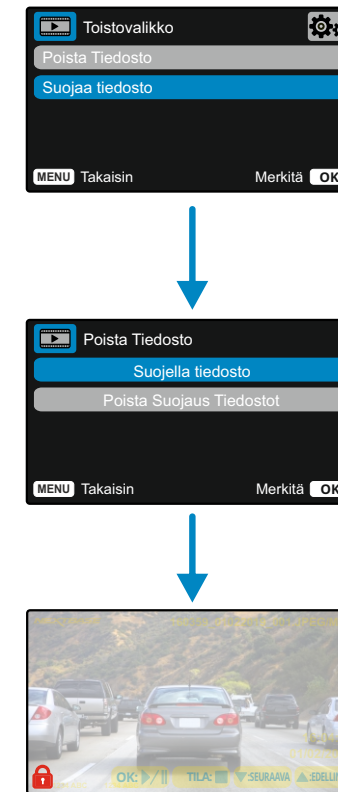 Toistovalikko
Poista Tiedosto
Suojaa tiedosto
MENU Takaisin Merkitä OK
Poista Tiedosto
Suojella tiedosto
Poista Suojaus Tiedostot
MENU Takaisin Merkitä OK
OK: / TILA: :SEURAAVA